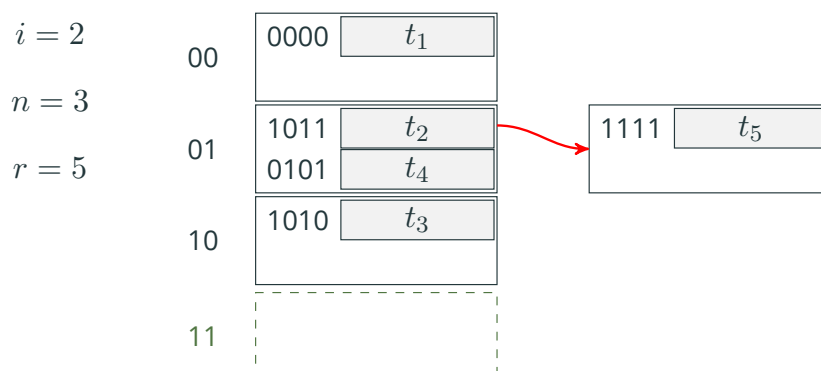 i = 2
n = 3
r = 5
00
0000 t₁
01
1011 t₂
0101 t₄
1111 t₅
10
1010 t₃
11